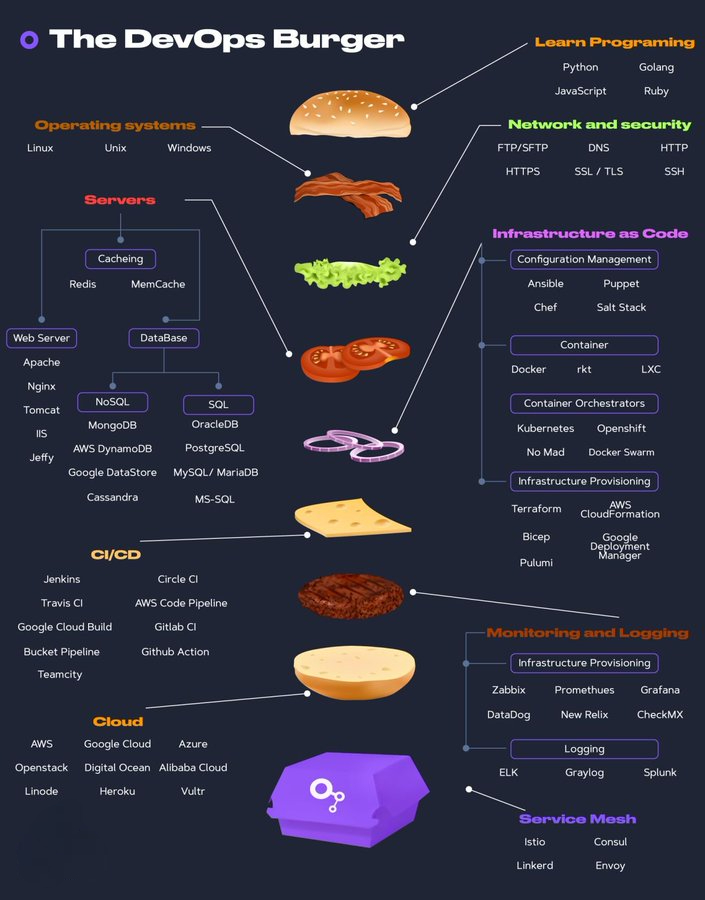 The DevOps Burger
Learn Programing
Python Golang
JavaScript Ruby
Operating systems
Linux Unix Windows
Network and security
FTP/SFTP DNS HTTP
HTTPS SSL / TLS SSH
Servers
Cacheing
Redis MemCache
Web Server
Apache
Nginx
Tomcat
IIS
Jeffy
DataBase
NoSQL
MongoDB
AWS DynamoDB
Google DataStore
Cassandra
SQL
OracleDB
PostgreSQL
MySQL/ MariaDB
MS-SQL
Infrastructure as Code
Configuration Management
Ansible Puppet
Chef Salt Stack
Container
Docker rkt LXC
Container Orchestrators
Kubernetes Openshift
No Mad Docker Swarm
Infrastructure Provisioning
Terraform
AWS
CloudFormation
Bicep
Google
Deployment
Manager
Pulumi
CI/CD
Jenkins Circle CI
Travis CI AWS Code Pipeline
Google Cloud Build Gitlab CI
Bucket Pipeline Github Action
Teamcity
Monitoring and Logging
Infrastructure Provisioning
Zabbix Promethues Grafana
DataDog New Relix CheckMX
Logging
ELK Graylog Splunk
Cloud
AWS Google Cloud Azure
Openstack Digital Ocean Alibaba Cloud
Linode Heroku Vultr
Service Mesh
Istio Consul
Linkerd Envoy